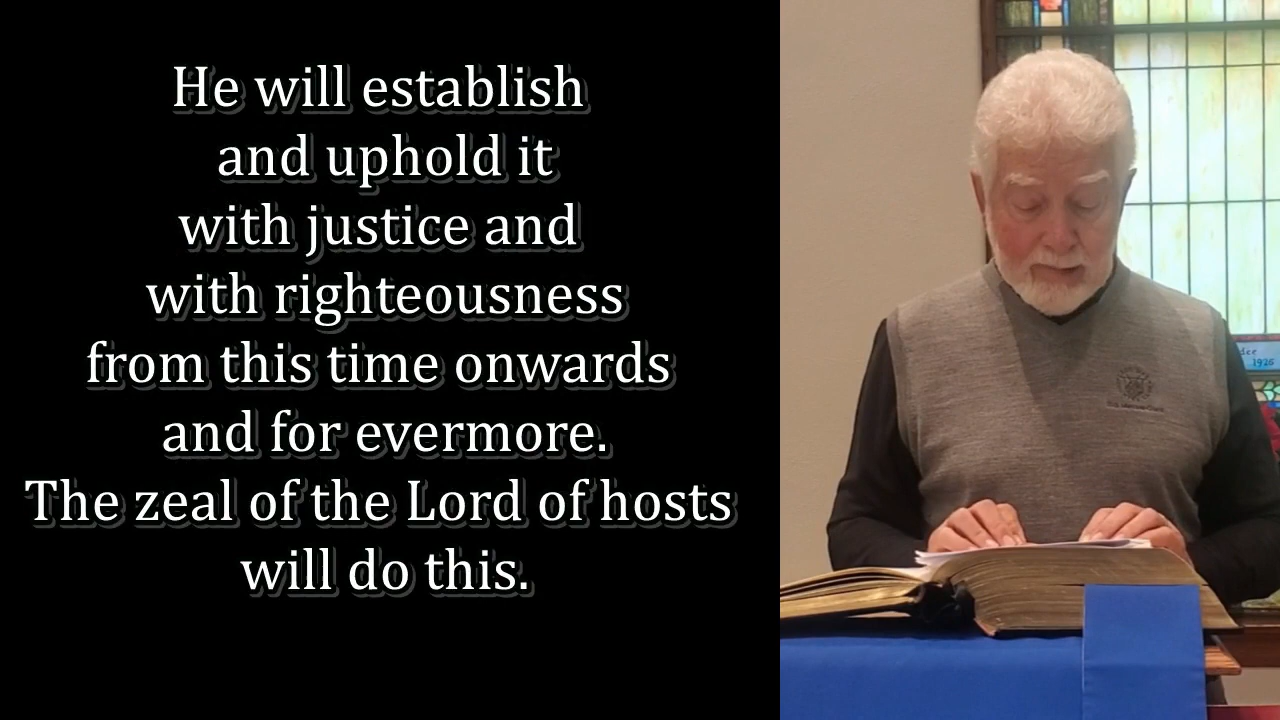 He will establish
and uphold it
with justice and
with righteousness
from this time onwards
and for evermore.
The zeal of the Lord of hosts
will do this.
1926